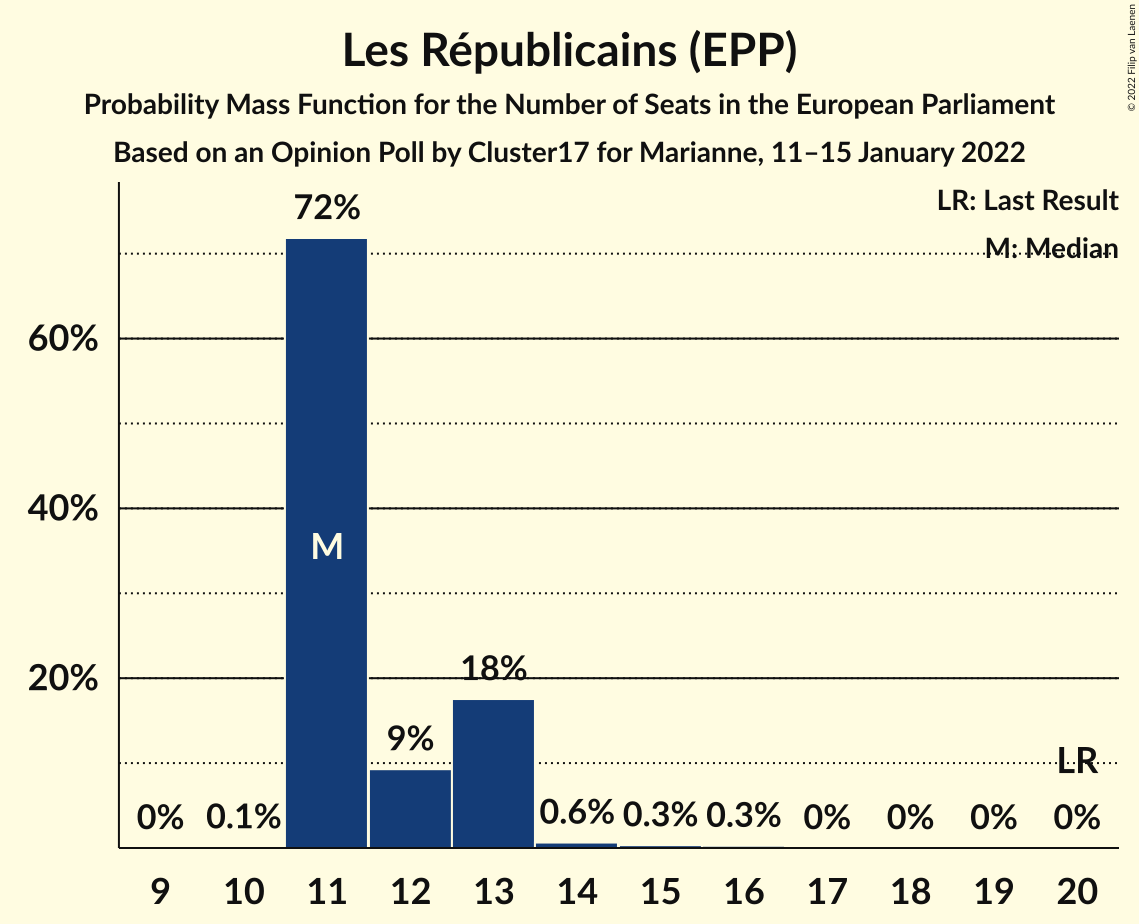 Les Républicains (EPP)
Probability Mass Function for the Number of Seats in the European Parliament
Based on an Opinion Poll by Cluster17 for Marianne, 11–15 January 2022
© 2022 Filip van Laenen
LR: Last Result
M: Median
72%
60%
40%
M
20%
18%
9%
LR
0% 0.1% 0.6% 0.3% 0.3% 0% 0% 0% 0%
9 10 11 12 13 14 15 16 17 18 19 20